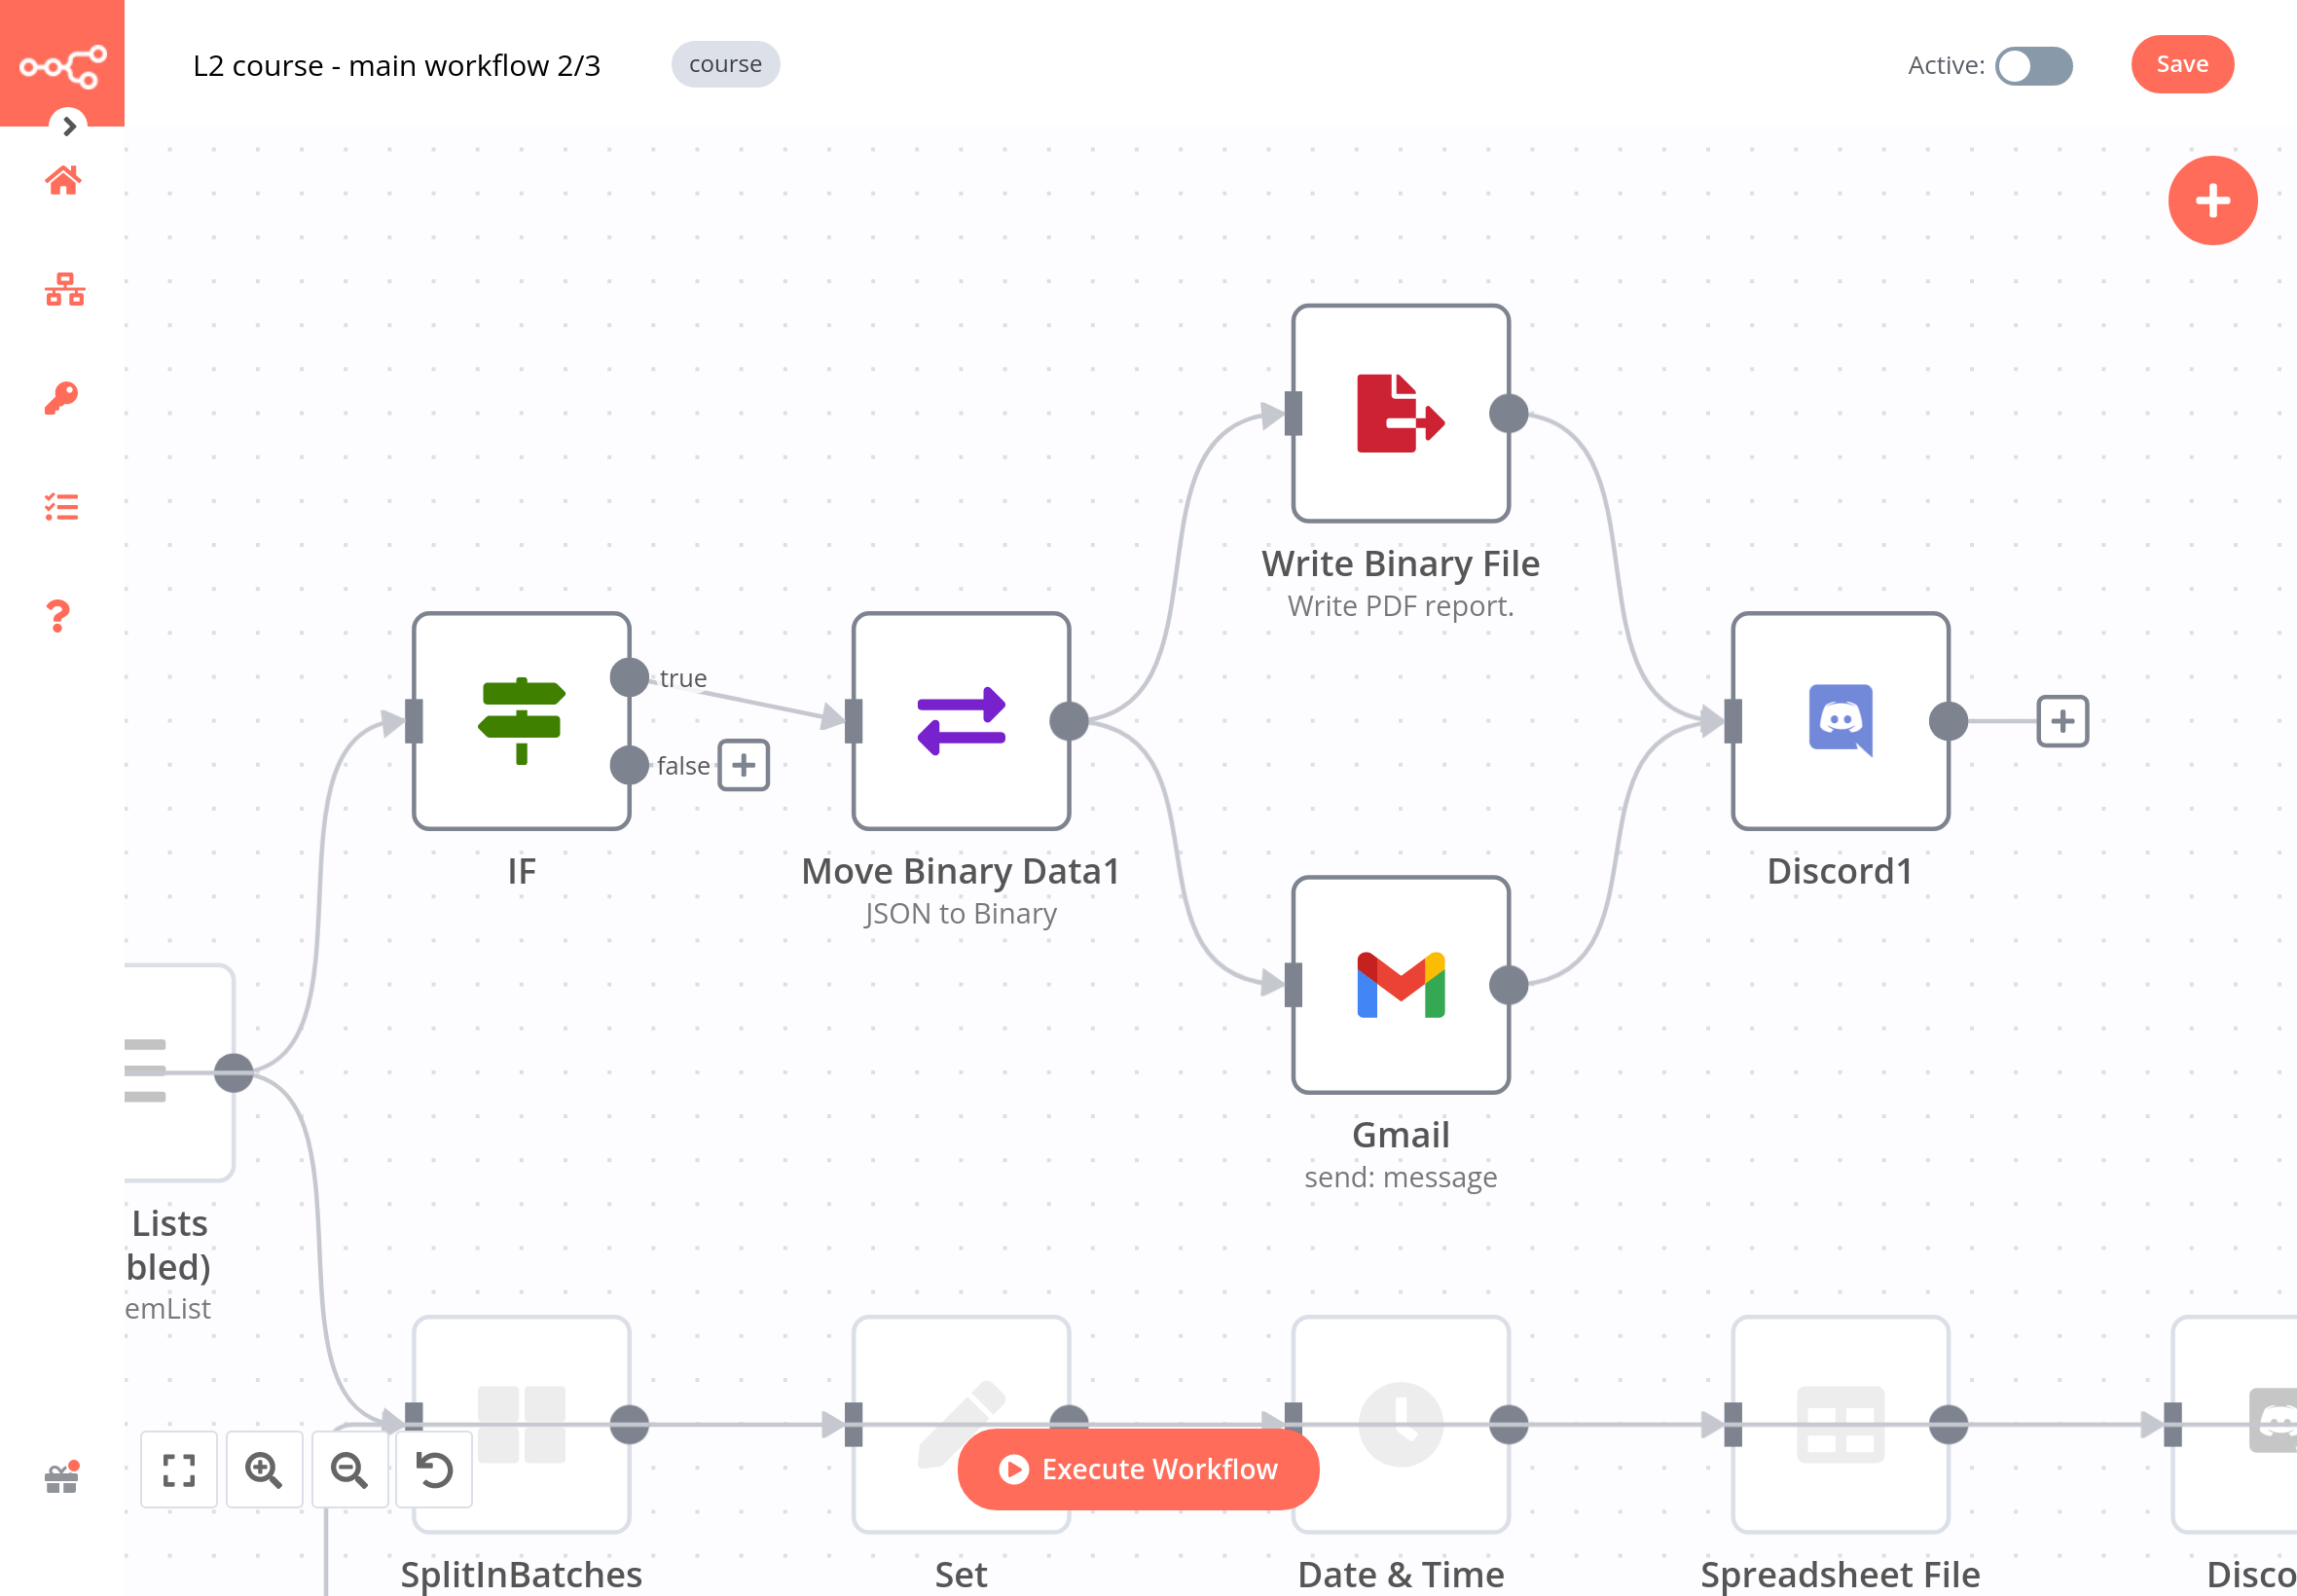 L2 course - main workflow 2/3
course
Active:
Save
Write Binary File
Write PDF report.
true
false
IF
Move Binary Data1
JSON to Binary
Discord1
Gmail
send: message
Lists
bled)
emList
Execute Workflow
SplitInBatches
Set
Date & Time
Spreadsheet File
Disco